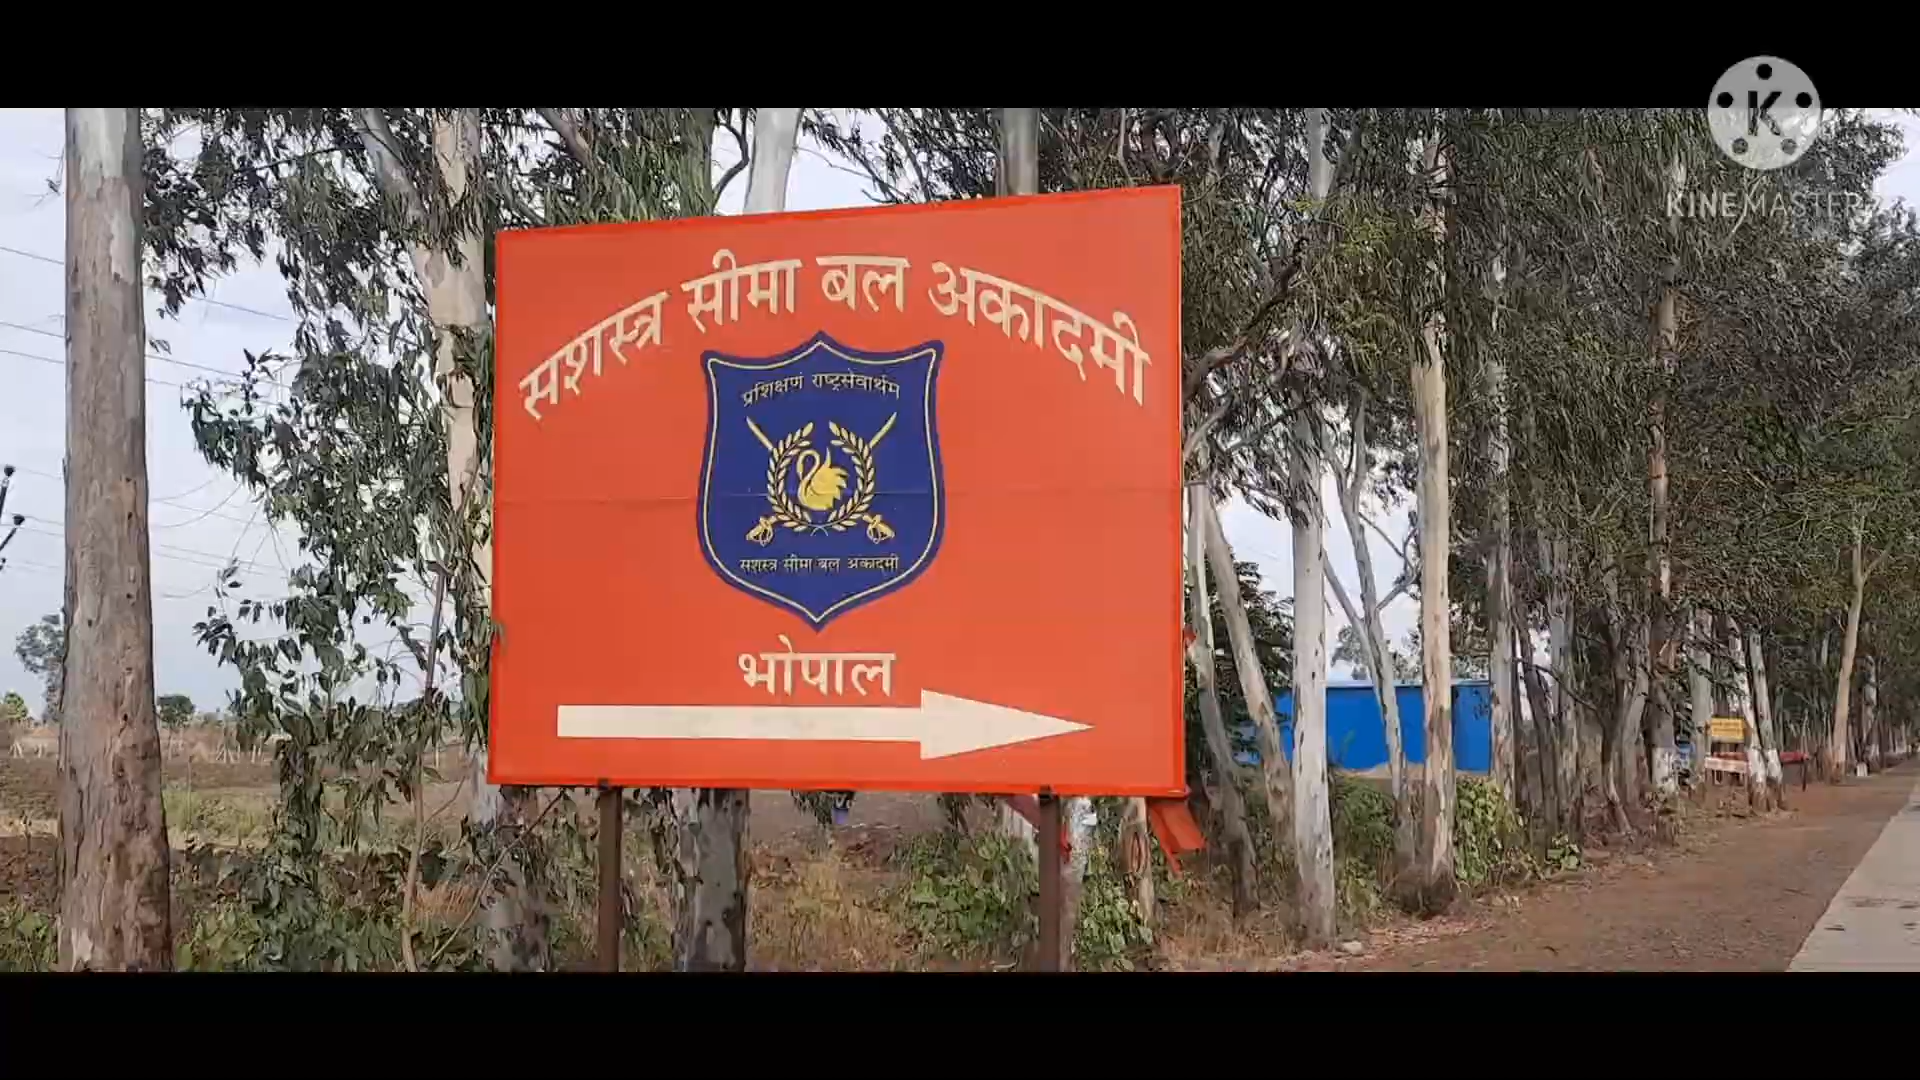 सशस्त्र सीमा बल अकादमी
प्रशिक्षणं राष्ट्रसेवार्थम
सशस्त्र सीमा बल अकादमी
भोपाल
K
KINEMASTER